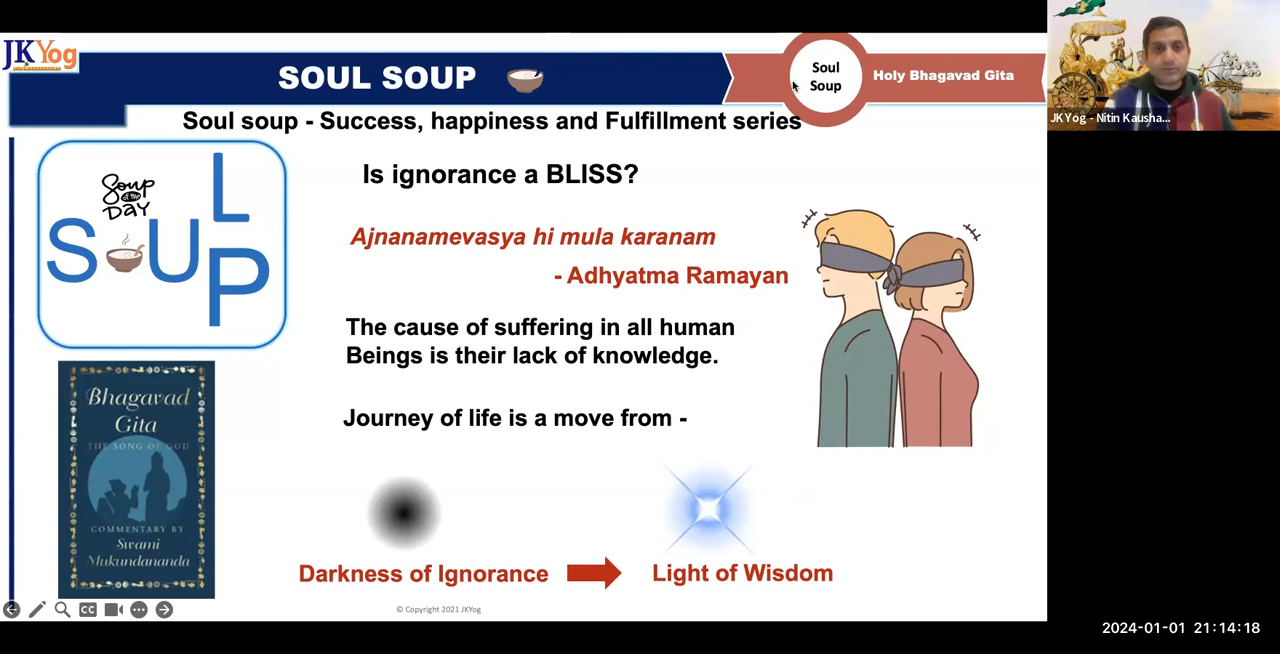 JKYog
SOUL SOUP
Soul
Soup
Holy Bhagavad Gita
JKYog - Nitin Kausha...
Soul soup - Success, happiness and Fulfillment series
Soup
of the
DAY
SOUL
P
Is ignorance a BLISS?
Ajnanamevasya hi mula karanam
- Adhyatma Ramayan
The cause of suffering in all human
Beings is their lack of knowledge.
Journey of life is a move from -
Bhagavad
Gita
THE SONG OF GOD
COMMENTARY BY
Swami
Mukundananda
Darkness of Ignorance
Light of Wisdom
CC
© Copyright 2021 JKYog
2024-01-01 21:14:18